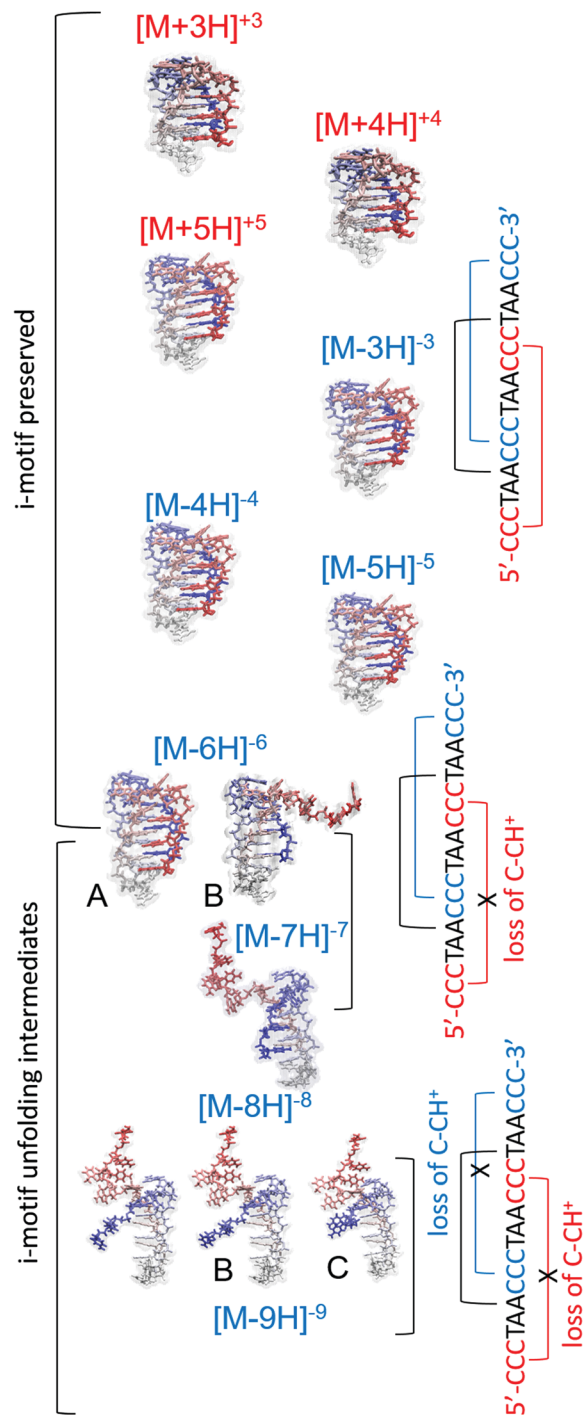 [M+3H]+3
[M+4H]+4
[M+5H]+5
[M-3H]-3
[M-4H]-4
[M-5H]-5
i-motif preserved
5'-CCCTAACCCTAACCCTAACCC-3'
[M-6H]-6
A
B
[M-7H]-7
5'-CCCTAACCCTAACCCTAACCC-3'
X
loss of C-CH+
i-motif unfolding intermediates
[M-8H]-8
B
C
[M-9H]-9
loss of C-CH+
X
5'-CCCTAACCCTAACCCTAACCC-3'
X
loss of C-CH+